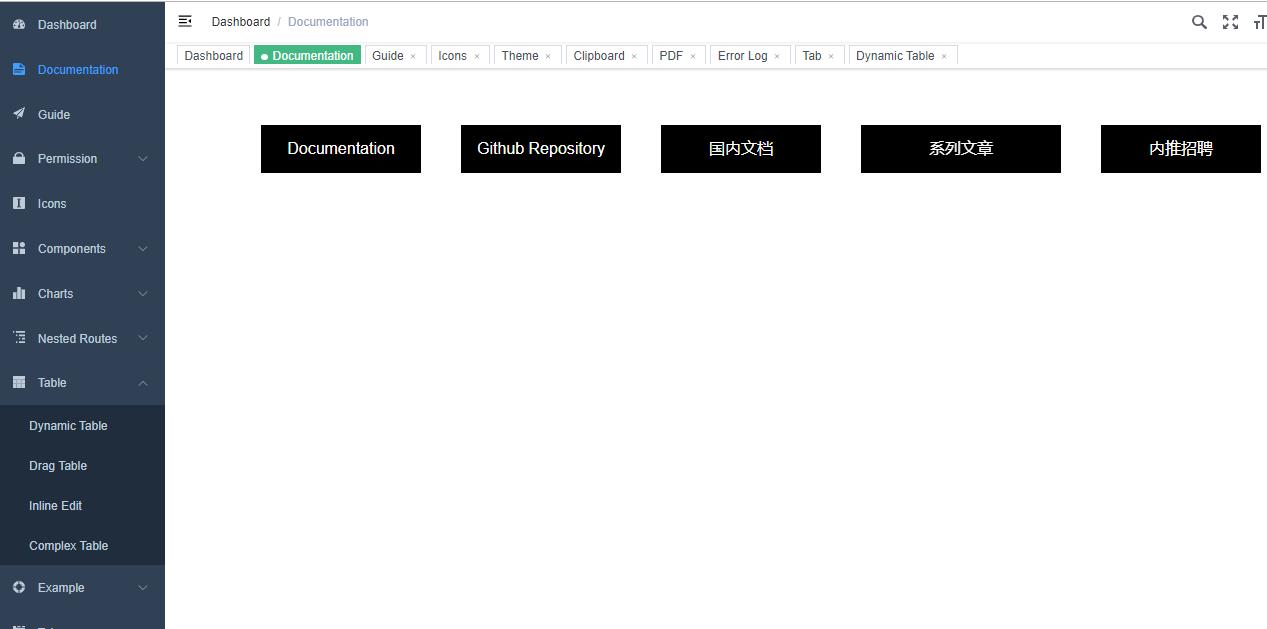 Dashboard
Documentation
Guide
Permission
Icons
Components
Charts
Nested Routes
Table
Dynamic Table
Drag Table
Inline Edit
Complex Table
Example
Dashboard / Documentation
Dashboard Documentation Guide × Icons × Theme × Clipboard × PDF × Error Log × Tab × Dynamic Table ×
Documentation Github Repository 国内文档 系列文章 内推招聘